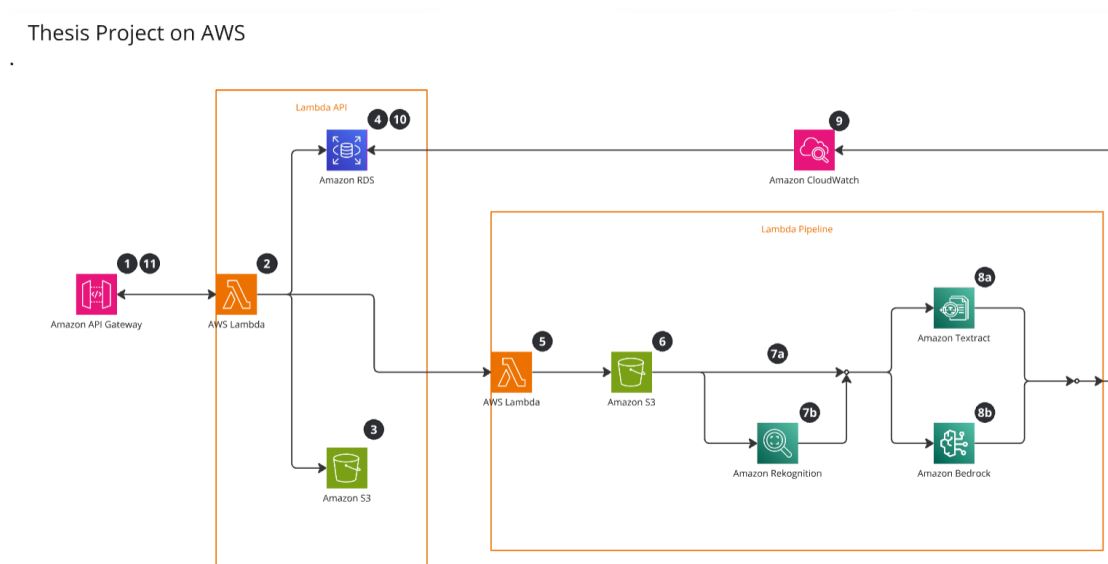 Thesis Project on AWS
.
Lambda API
4 10
Amazon RDS
9
Amazon CloudWatch
Lambda Pipeline
1 11
Amazon API Gateway
2
AWS Lambda
8a
Amazon Textract
5
AWS Lambda
6
Amazon S3
7a
7b
Amazon Rekognition
8b
Amazon Bedrock
3
Amazon S3